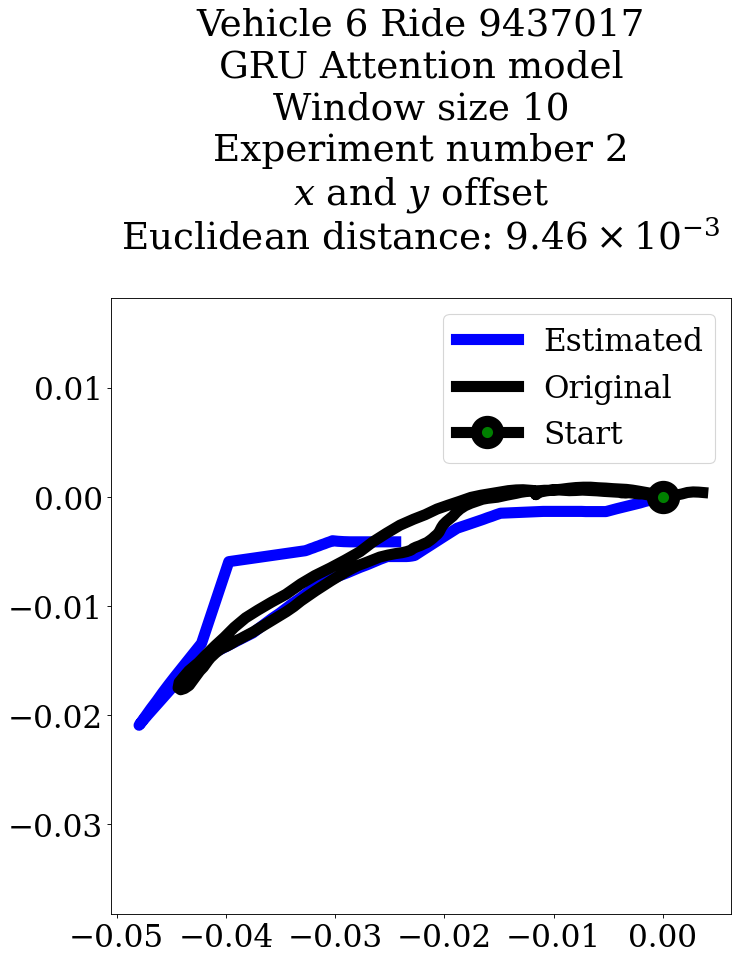 Vehicle 6 Ride 9437017
GRU Attention model
Window size 10
Experiment number 2
x and y offset
Euclidean distance: 9.46 × 10⁻³
Estimated
Original
Start
0.01
0.00
−0.01
−0.02
−0.03
−0.05 −0.04 −0.03 −0.02 −0.01 0.00